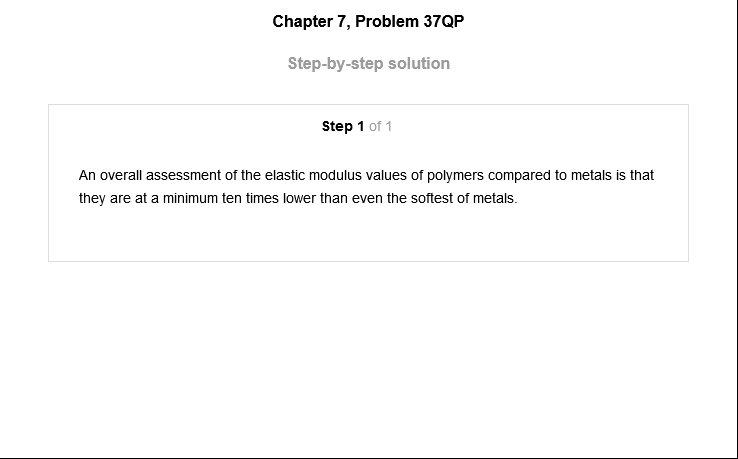 Chapter 7, Problem 37QP
Step-by-step solution
Step 1 of 1
An overall assessment of the elastic modulus values of polymers compared to metals is that
they are at a minimum ten times lower than even the softest of metals.